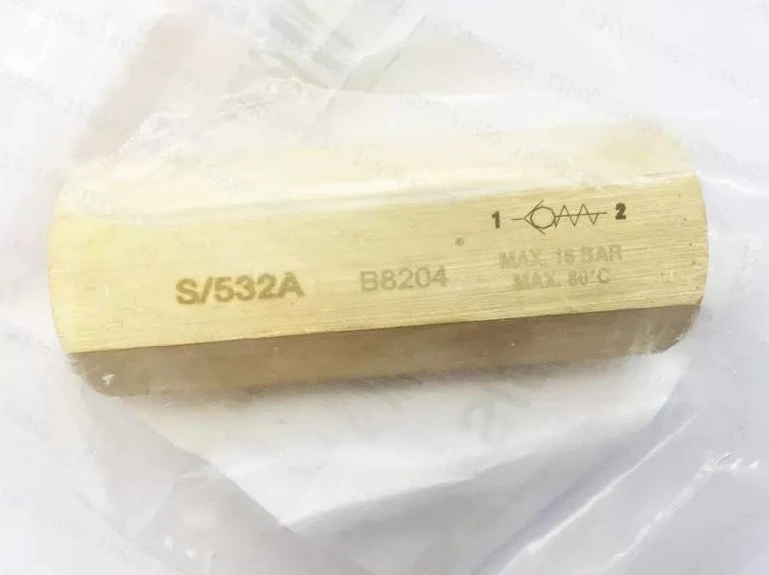 1 2
S/532A B8204
MAX. 16 BAR
MAX. 80°C